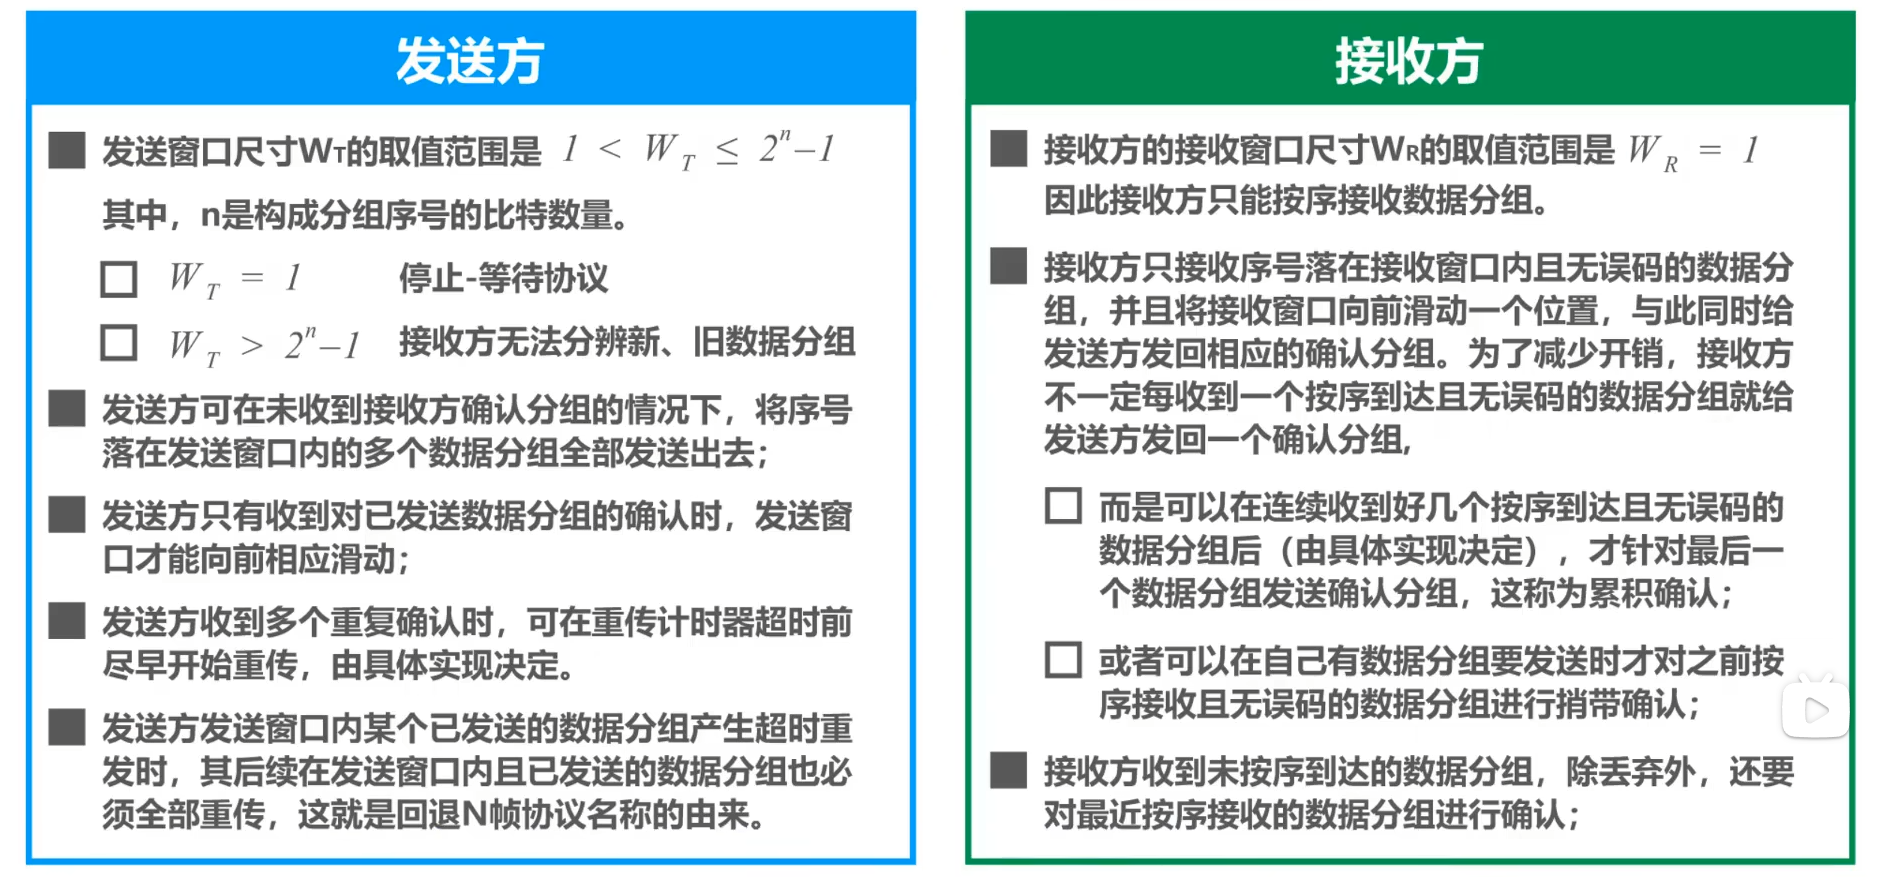 发送方
发送窗口尺寸WT的取值范围是 1 < W_T ≤ 2^n−1
其中，n是构成分组序号的比特数量。
W_T = 1 停止-等待协议
W_T > 2^n−1 接收方无法分辨新、旧数据分组
发送方可在未收到接收方确认分组的情况下，将序号
落在发送窗口内的多个数据分组全部发送出去；
发送方只有收到对已发送数据分组的确认时，发送窗
口才能向前相应滑动；
发送方收到多个重复确认时，可在重传计时器超时前
尽早开始重传，由具体实现决定。
发送方发送窗口内某个已发送的数据分组产生超时重
发时，其后续在发送窗口内且已发送的数据分组也必
须全部重传，这就是回退N帧协议名称的由来。
接收方
接收方的接收窗口尺寸WR的取值范围是 W_R = 1
因此接收方只能按序接收数据分组。
接收方只接收序号落在接收窗口内且无误码的数据分
组，并且将接收窗口向前滑动一个位置，与此同时给
发送方发回相应的确认分组。为了减少开销，接收方
不一定每收到一个按序到达且无误码的数据分组就给
发送方发回一个确认分组,
而是可以在连续收到好几个按序到达且无误码的
数据分组后（由具体实现决定），才针对最后一
个数据分组发送确认分组，这称为累积确认；
或者可以在自己有数据分组要发送时才对之前按
序接收且无误码的数据分组进行捎带确认；
接收方收到未按序到达的数据分组，除丢弃外，还要
对最近按序接收的数据分组进行确认；